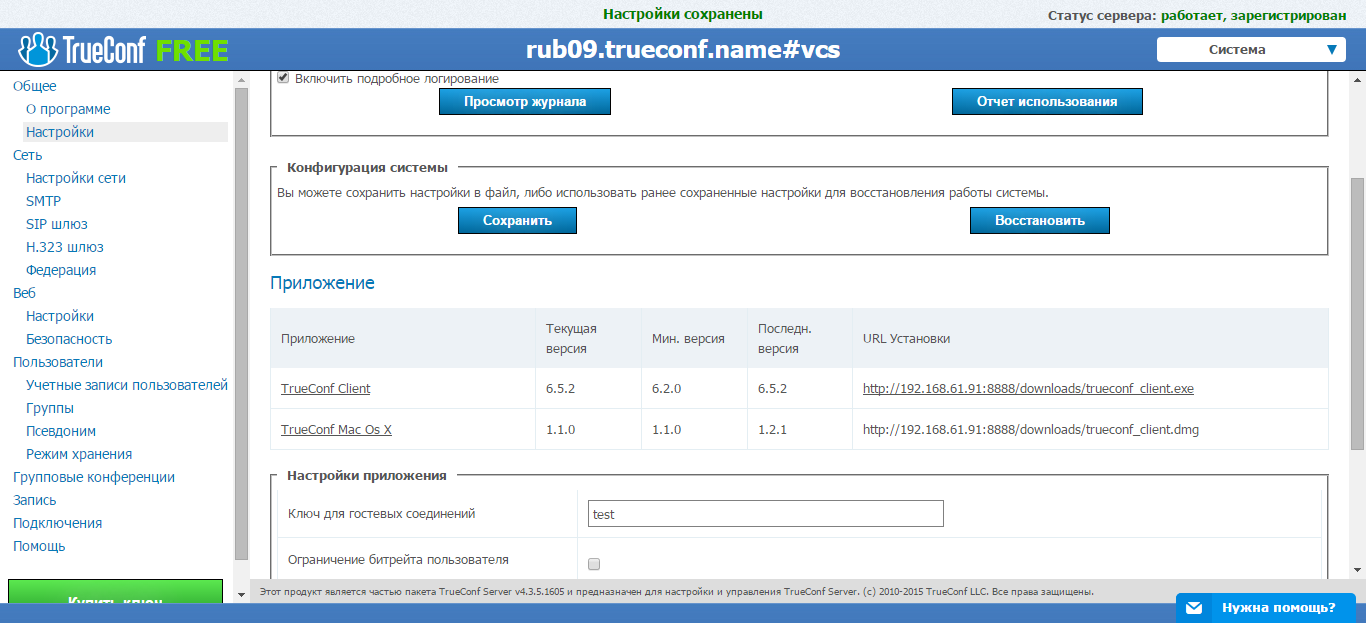 Настройки сохранены
Статус сервера: работает, зарегистрирован
TrueConf FREE
rub09.trueconf.name#vcs
Система
Общее
О программе
Настройки
Сеть
Настройки сети
SMTP
SIP шлюз
H.323 шлюз
Федерация
Веб
Настройки
Безопасность
Пользователи
Учетные записи пользователей
Группы
Псевдоним
Режим хранения
Групповые конференции
Запись
Подключения
Помощь
Купить ключ
Включить подробное логирование
Просмотр журнала
Отчет использования
Конфигурация системы
Вы можете сохранить настройки в файл, либо использовать ранее сохраненные настройки для восстановления работы системы.
Сохранить
Восстановить
Приложение
Приложение Текущая версия Мин. версия Последн. версия URL Установки
TrueConf Client 6.5.2 6.2.0 6.5.2 http://192.168.61.91:8888/downloads/trueconf_client.exe
TrueConf Mac Os X 1.1.0 1.1.0 1.2.1 http://192.168.61.91:8888/downloads/trueconf_client.dmg
Настройки приложения
Ключ для гостевых соединений test
Ограничение битрейта пользователя
Этот продукт является частью пакета TrueConf Server v4.3.5.1605 и предназначен для настройки и управления TrueConf Server. (c) 2010-2015 TrueConf LLC. Все права защищены.
Нужна помощь?